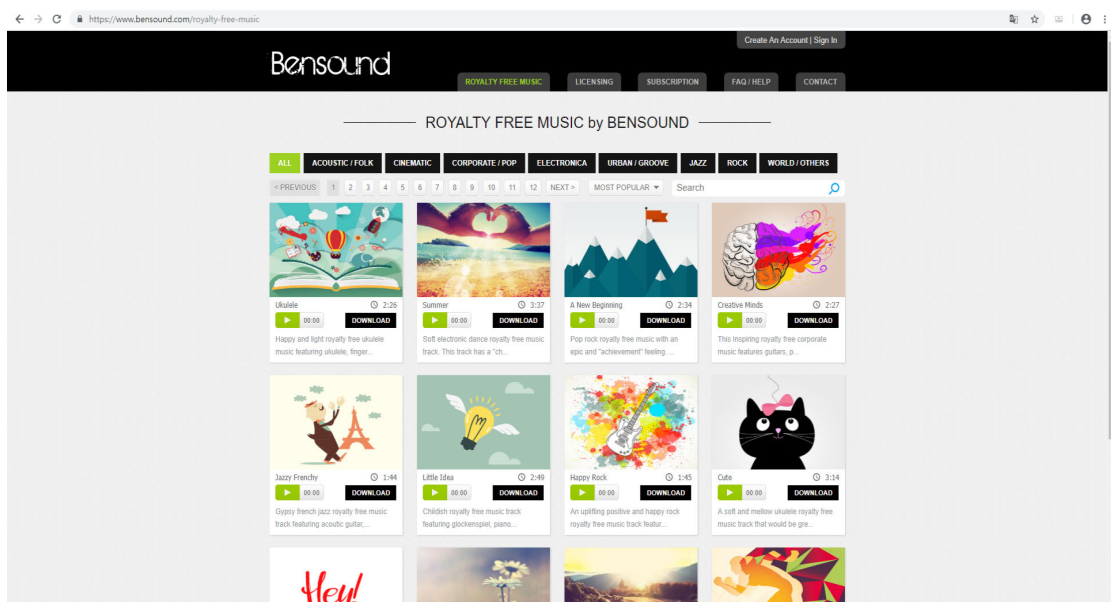 https://www.bensound.com/royalty-free-music
Create An Account | Sign In
Bensound
ROYALTY FREE MUSIC LICENSING SUBSCRIPTION FAQ / HELP CONTACT
ROYALTY FREE MUSIC by BENSOUND
ALL ACOUSTIC / FOLK CINEMATIC CORPORATE / POP ELECTRONICA URBAN / GROOVE JAZZ ROCK WORLD / OTHERS
< PREVIOUS 1 2 3 4 5 6 7 8 9 10 11 12 NEXT > MOST POPULAR Search
Ukulele 2:26
00:00 DOWNLOAD
Happy and light royalty free ukulele
music featuring ukulele, finger...
Summer 3:37
00:00 DOWNLOAD
Soft electronic dance royalty free music
track. This track has a "ch...
A New Beginning 2:34
00:00 DOWNLOAD
Pop rock royalty free music with an
epic and "achievement" feeling. ...
Creative Minds 2:27
00:00 DOWNLOAD
This Inspiring royalty free corporate
music features guitars, p...
Jazzy Frenchy 1:44
00:00 DOWNLOAD
Gypsy french jazz royalty free music
track featuring acoutic guitar,...
Little Idea 2:49
00:00 DOWNLOAD
Childish royalty free music track
featuring glockenspiel, piano...
Happy Rock 1:45
00:00 DOWNLOAD
An uplifting positive and happy rock
royalty free music track featur...
Cute 3:14
00:00 DOWNLOAD
A soft and mellow ukulele royalty free
music track that would be gre...
Hey!